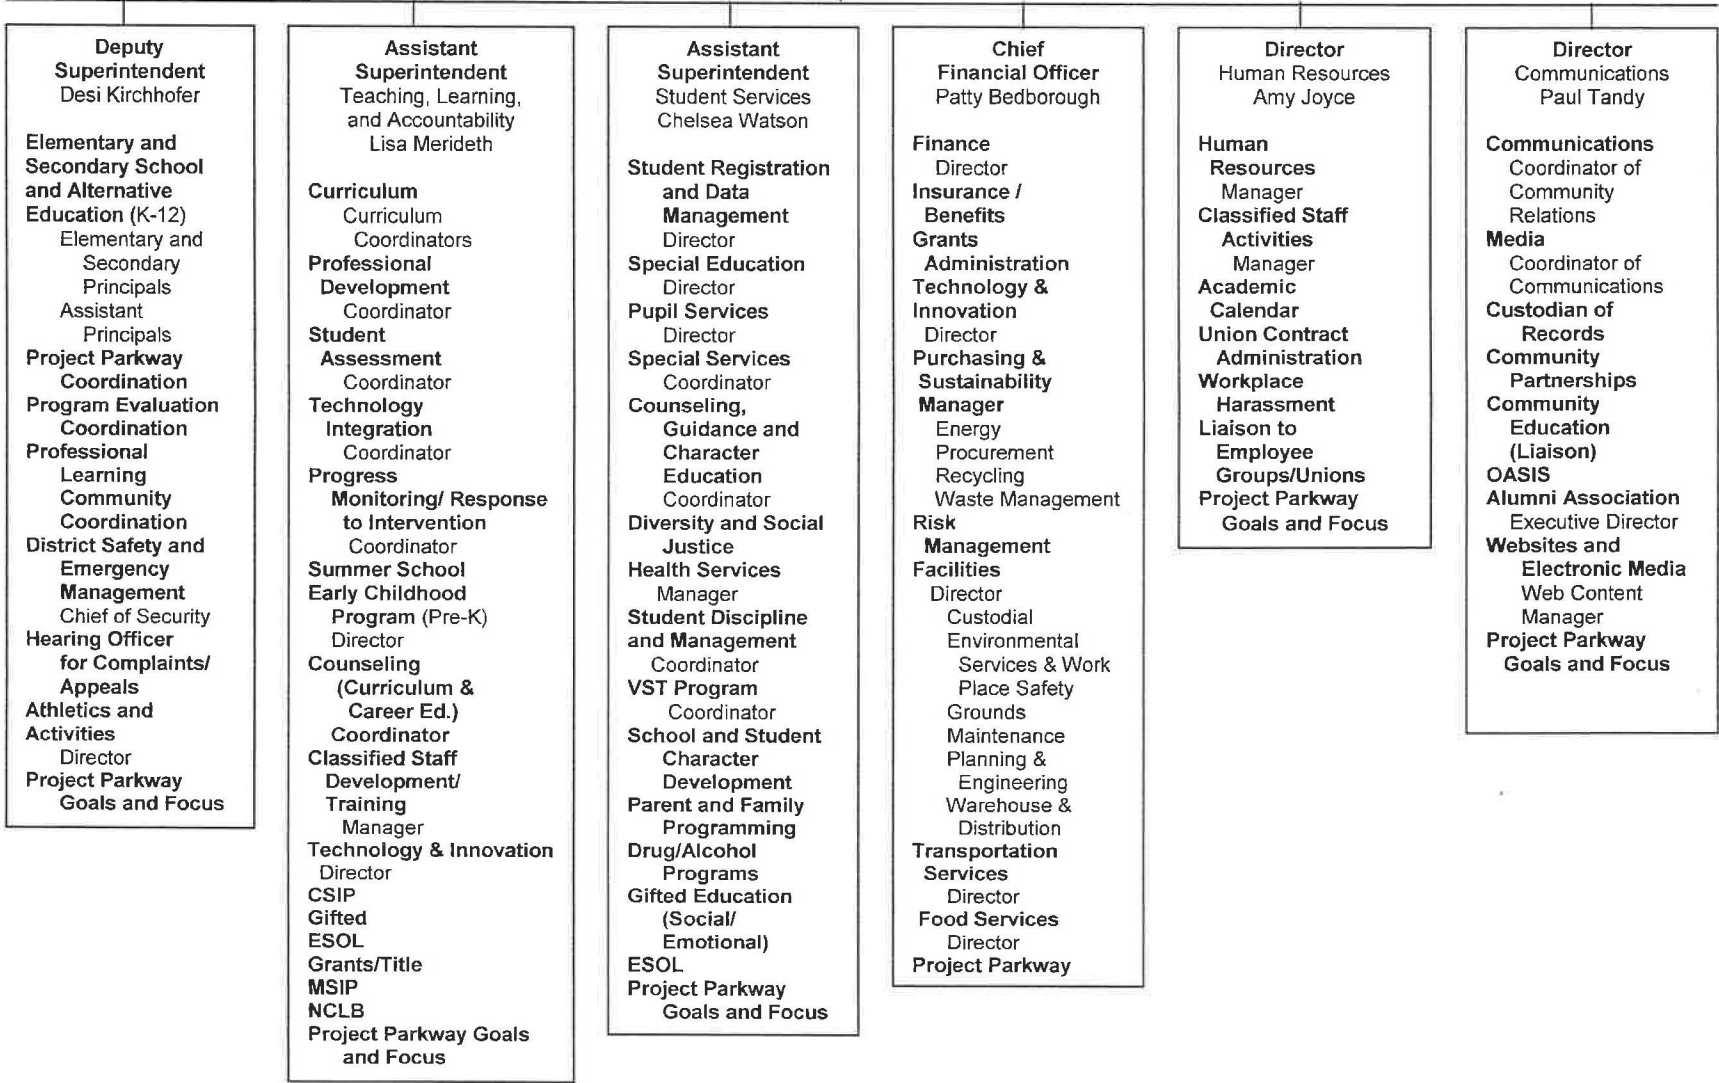 Deputy
Superintendent
Desi Kirchhofer
Elementary and
Secondary School
and Alternative
Education (K-12)
Elementary and
Secondary
Principals
Assistant
Principals
Project Parkway
Coordination
Program Evaluation
Coordination
Professional
Learning
Community
Coordination
District Safety and
Emergency
Management
Chief of Security
Hearing Officer
for Complaints/
Appeals
Athletics and
Activities
Director
Project Parkway
Goals and Focus
Assistant
Superintendent
Teaching, Learning,
and Accountability
Lisa Merideth
Curriculum
Curriculum
Coordinators
Professional
Development
Coordinator
Student
Assessment
Coordinator
Technology
Integration
Coordinator
Progress
Monitoring/ Response
to Intervention
Coordinator
Summer School
Early Childhood
Program (Pre-K)
Director
Counseling
(Curriculum &
Career Ed.)
Coordinator
Classified Staff
Development/
Training
Manager
Technology & Innovation
Director
CSIP
Gifted
ESOL
Grants/Title
MSIP
NCLB
Project Parkway Goals
and Focus
Assistant
Superintendent
Student Services
Chelsea Watson
Student Registration
and Data
Management
Director
Special Education
Director
Pupil Services
Director
Special Services
Coordinator
Counseling,
Guidance and
Character
Education
Coordinator
Diversity and Social
Justice
Health Services
Manager
Student Discipline
and Management
Coordinator
VST Program
Coordinator
School and Student
Character
Development
Parent and Family
Programming
Drug/Alcohol
Programs
Gifted Education
(Social/
Emotional)
ESOL
Project Parkway
Goals and Focus
Chief
Financial Officer
Patty Bedborough
Finance
Director
Insurance /
Benefits
Grants
Administration
Technology &
Innovation
Director
Purchasing &
Sustainability
Manager
Energy
Procurement
Recycling
Waste Management
Risk
Management
Facilities
Director
Custodial
Environmental
Services & Work
Place Safety
Grounds
Maintenance
Planning &
Engineering
Warehouse &
Distribution
Transportation
Services
Director
Food Services
Director
Project Parkway
Director
Human Resources
Amy Joyce
Human
Resources
Manager
Classified Staff
Activities
Manager
Academic
Calendar
Union Contract
Administration
Workplace
Harassment
Liaison to
Employee
Groups/Unions
Project Parkway
Goals and Focus
Director
Communications
Paul Tandy
Communications
Coordinator of
Community
Relations
Media
Coordinator of
Communications
Custodian of
Records
Community
Partnerships
Community
Education
(Liaison)
OASIS
Alumni Association
Executive Director
Websites and
Electronic Media
Web Content
Manager
Project Parkway
Goals and Focus